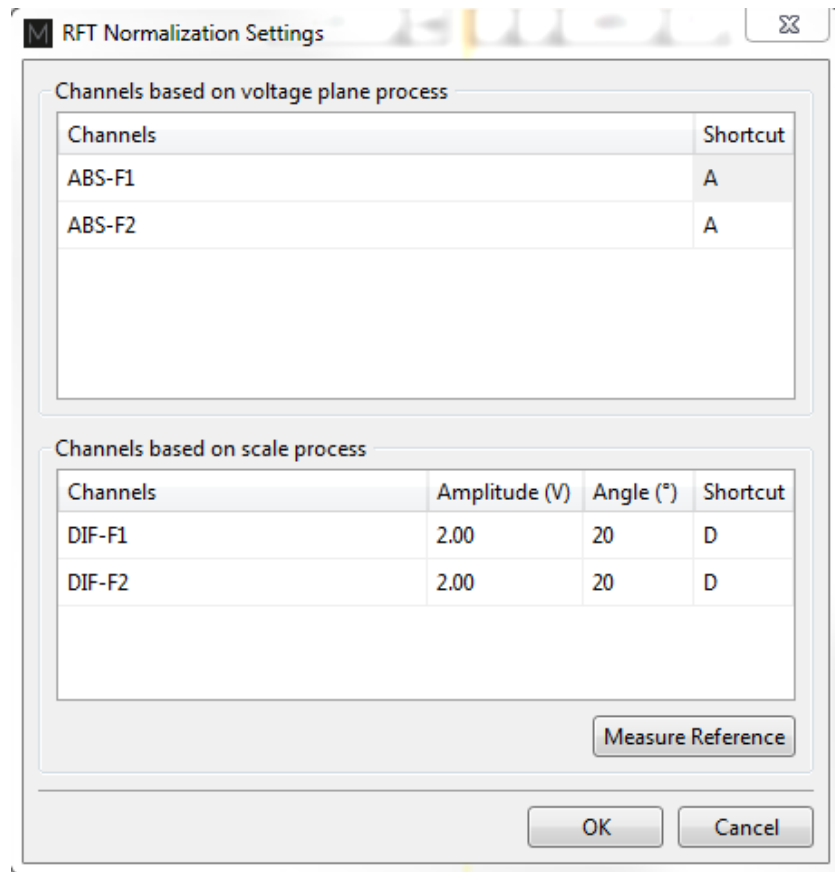 M RFT Normalization Settings
Channels based on voltage plane process
Channels Shortcut
ABS-F1 A
ABS-F2 A
Channels based on scale process
Channels Amplitude (V) Angle (°) Shortcut
DIF-F1 2.00 20 D
DIF-F2 2.00 20 D
Measure Reference
OK Cancel